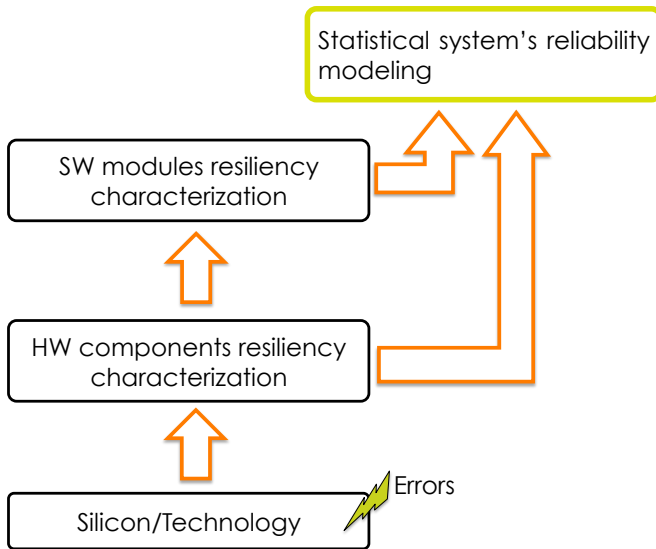 Statistical system’s reliability
modeling
SW modules resiliency
characterization
HW components resiliency
characterization
Errors
Silicon/Technology